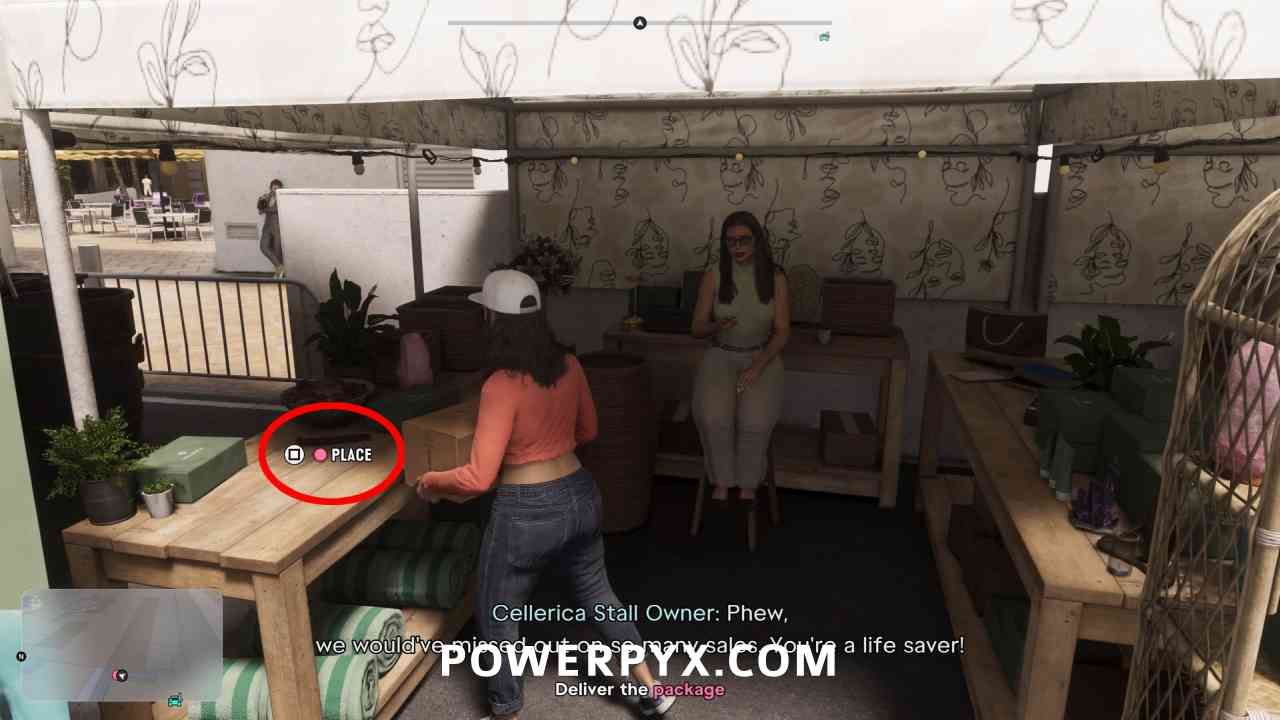 PLACE
Cellerica Stall Owner: Phew,
we would've missed out on so many sales. You're a life saver!
POWERPYX.COM
Deliver the package
N